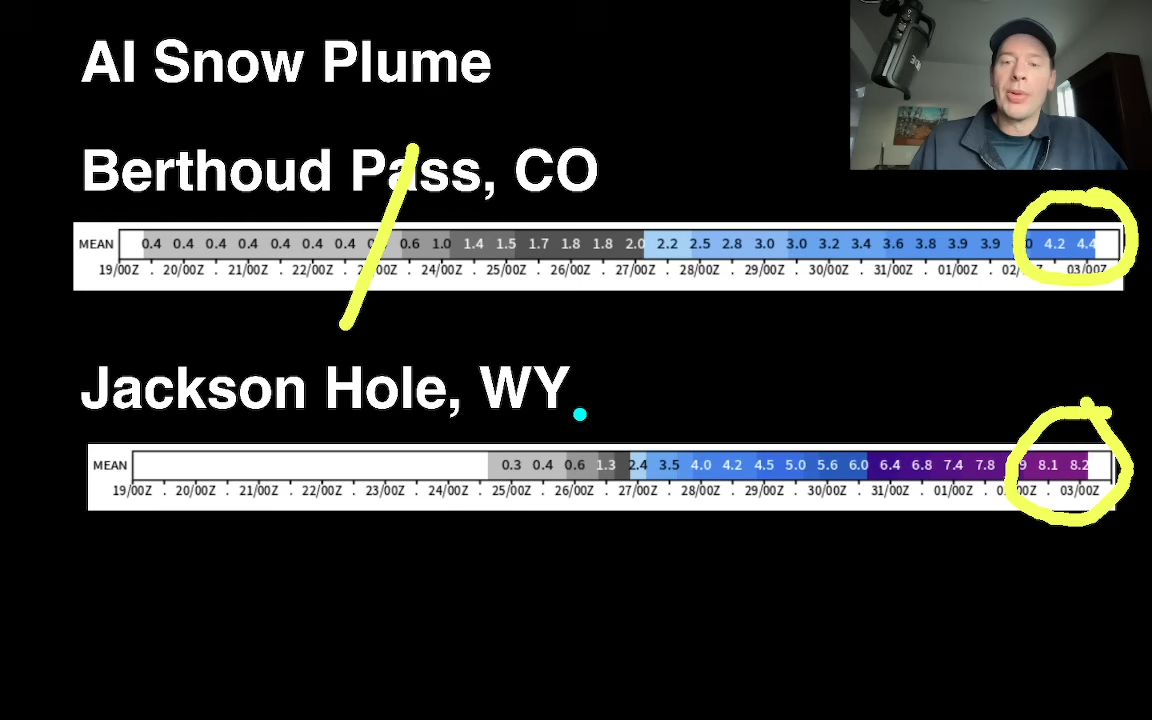 AI Snow Plume
Berthoud Pass, CO
MEAN 0.4 0.4 0.4 0.4 0.4 0.4 0.4 0.6 1.0 1.4 1.5 1.7 1.8 1.8 2.0 2.2 2.5 2.8 3.0 3.0 3.2 3.4 3.6 3.8 3.9 3.9 4.2 4.4
19/00Z . 20/00Z . 21/00Z . 22/00Z . . 24/00Z . 25/00Z . 26/00Z . 27/00Z . 28/00Z . 29/00Z . 30/00Z . 31/00Z . 01/00Z . . 03/00Z
Jackson Hole, WY
MEAN 0.3 0.4 0.6 1.3 2.4 3.5 4.0 4.2 4.5 5.0 5.6 6.0 6.4 6.8 7.4 7.8 8.1 8.2
19/00Z . 20/00Z . 21/00Z . 22/00Z . 23/00Z . 24/00Z . 25/00Z . 26/00Z . 27/00Z . 28/00Z . 29/00Z . 30/00Z . 31/00Z . 01/00Z . . 03/00Z .